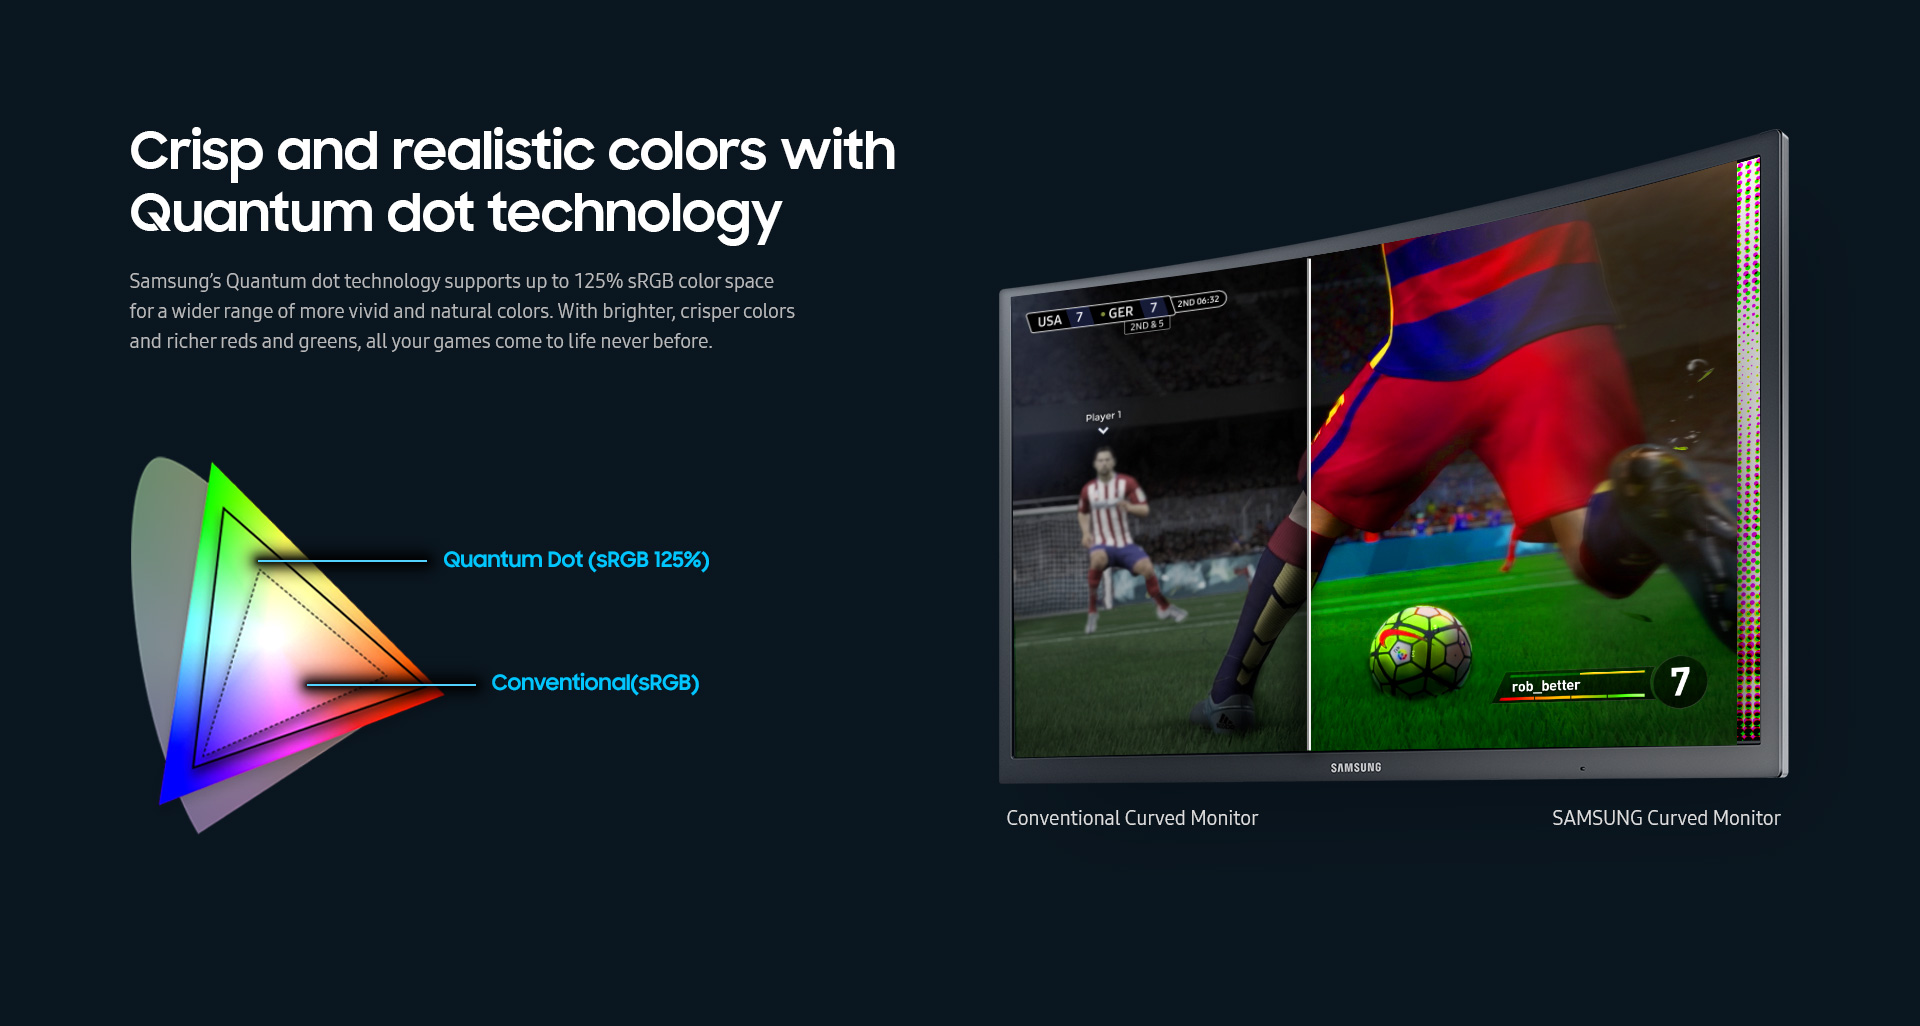 Crisp and realistic colors with
Quantum dot technology
Samsung's Quantum dot technology supports up to 125% sRGB color space
for a wider range of more vivid and natural colors. With brighter, crisper colors
and richer reds and greens, all your games come to life never before.
Quantum Dot (sRGB 125%)
Conventional(sRGB)
USA 7 • GER 7 2ND 06:32
2ND & 5
Player 1
rob_better 7
SAMSUNG
Conventional Curved Monitor
SAMSUNG Curved Monitor